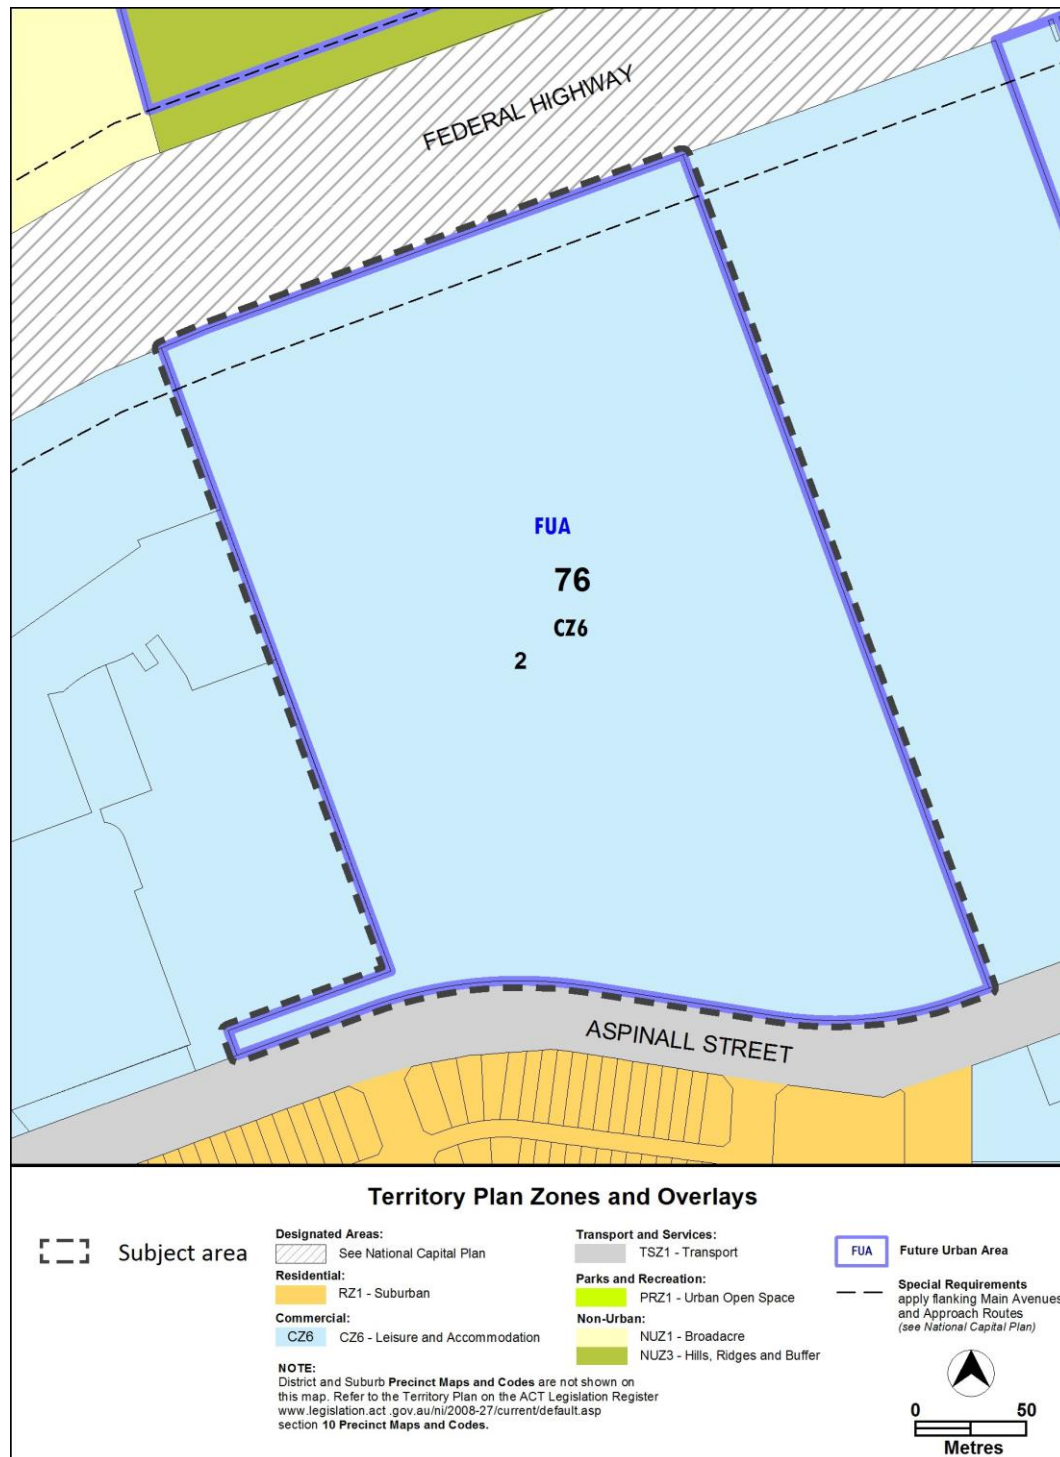 FEDERAL HIGHWAY
FUA
76
CZ6
2
ASPINALL STREET
Territory Plan Zones and Overlays
Subject area
Designated Areas:
See National Capital Plan
Residential:
RZ1 - Suburban
Commercial:
CZ6 CZ6 - Leisure and Accommodation
Transport and Services:
TSZ1 - Transport
Parks and Recreation:
PRZ1 - Urban Open Space
Non-Urban:
NUZ1 - Broadacre
NUZ3 - Hills, Ridges and Buffer
FUA Future Urban Area
Special Requirements
apply flanking Main Avenues
and Approach Routes
(see National Capital Plan)
NOTE:
District and Suburb Precinct Maps and Codes are not shown on
this map. Refer to the Territory Plan on the ACT Legislation Register
www.legislation.act .gov.au/ni/2008-27/current/default.asp
section 10 Precinct Maps and Codes.
0 50
Metres